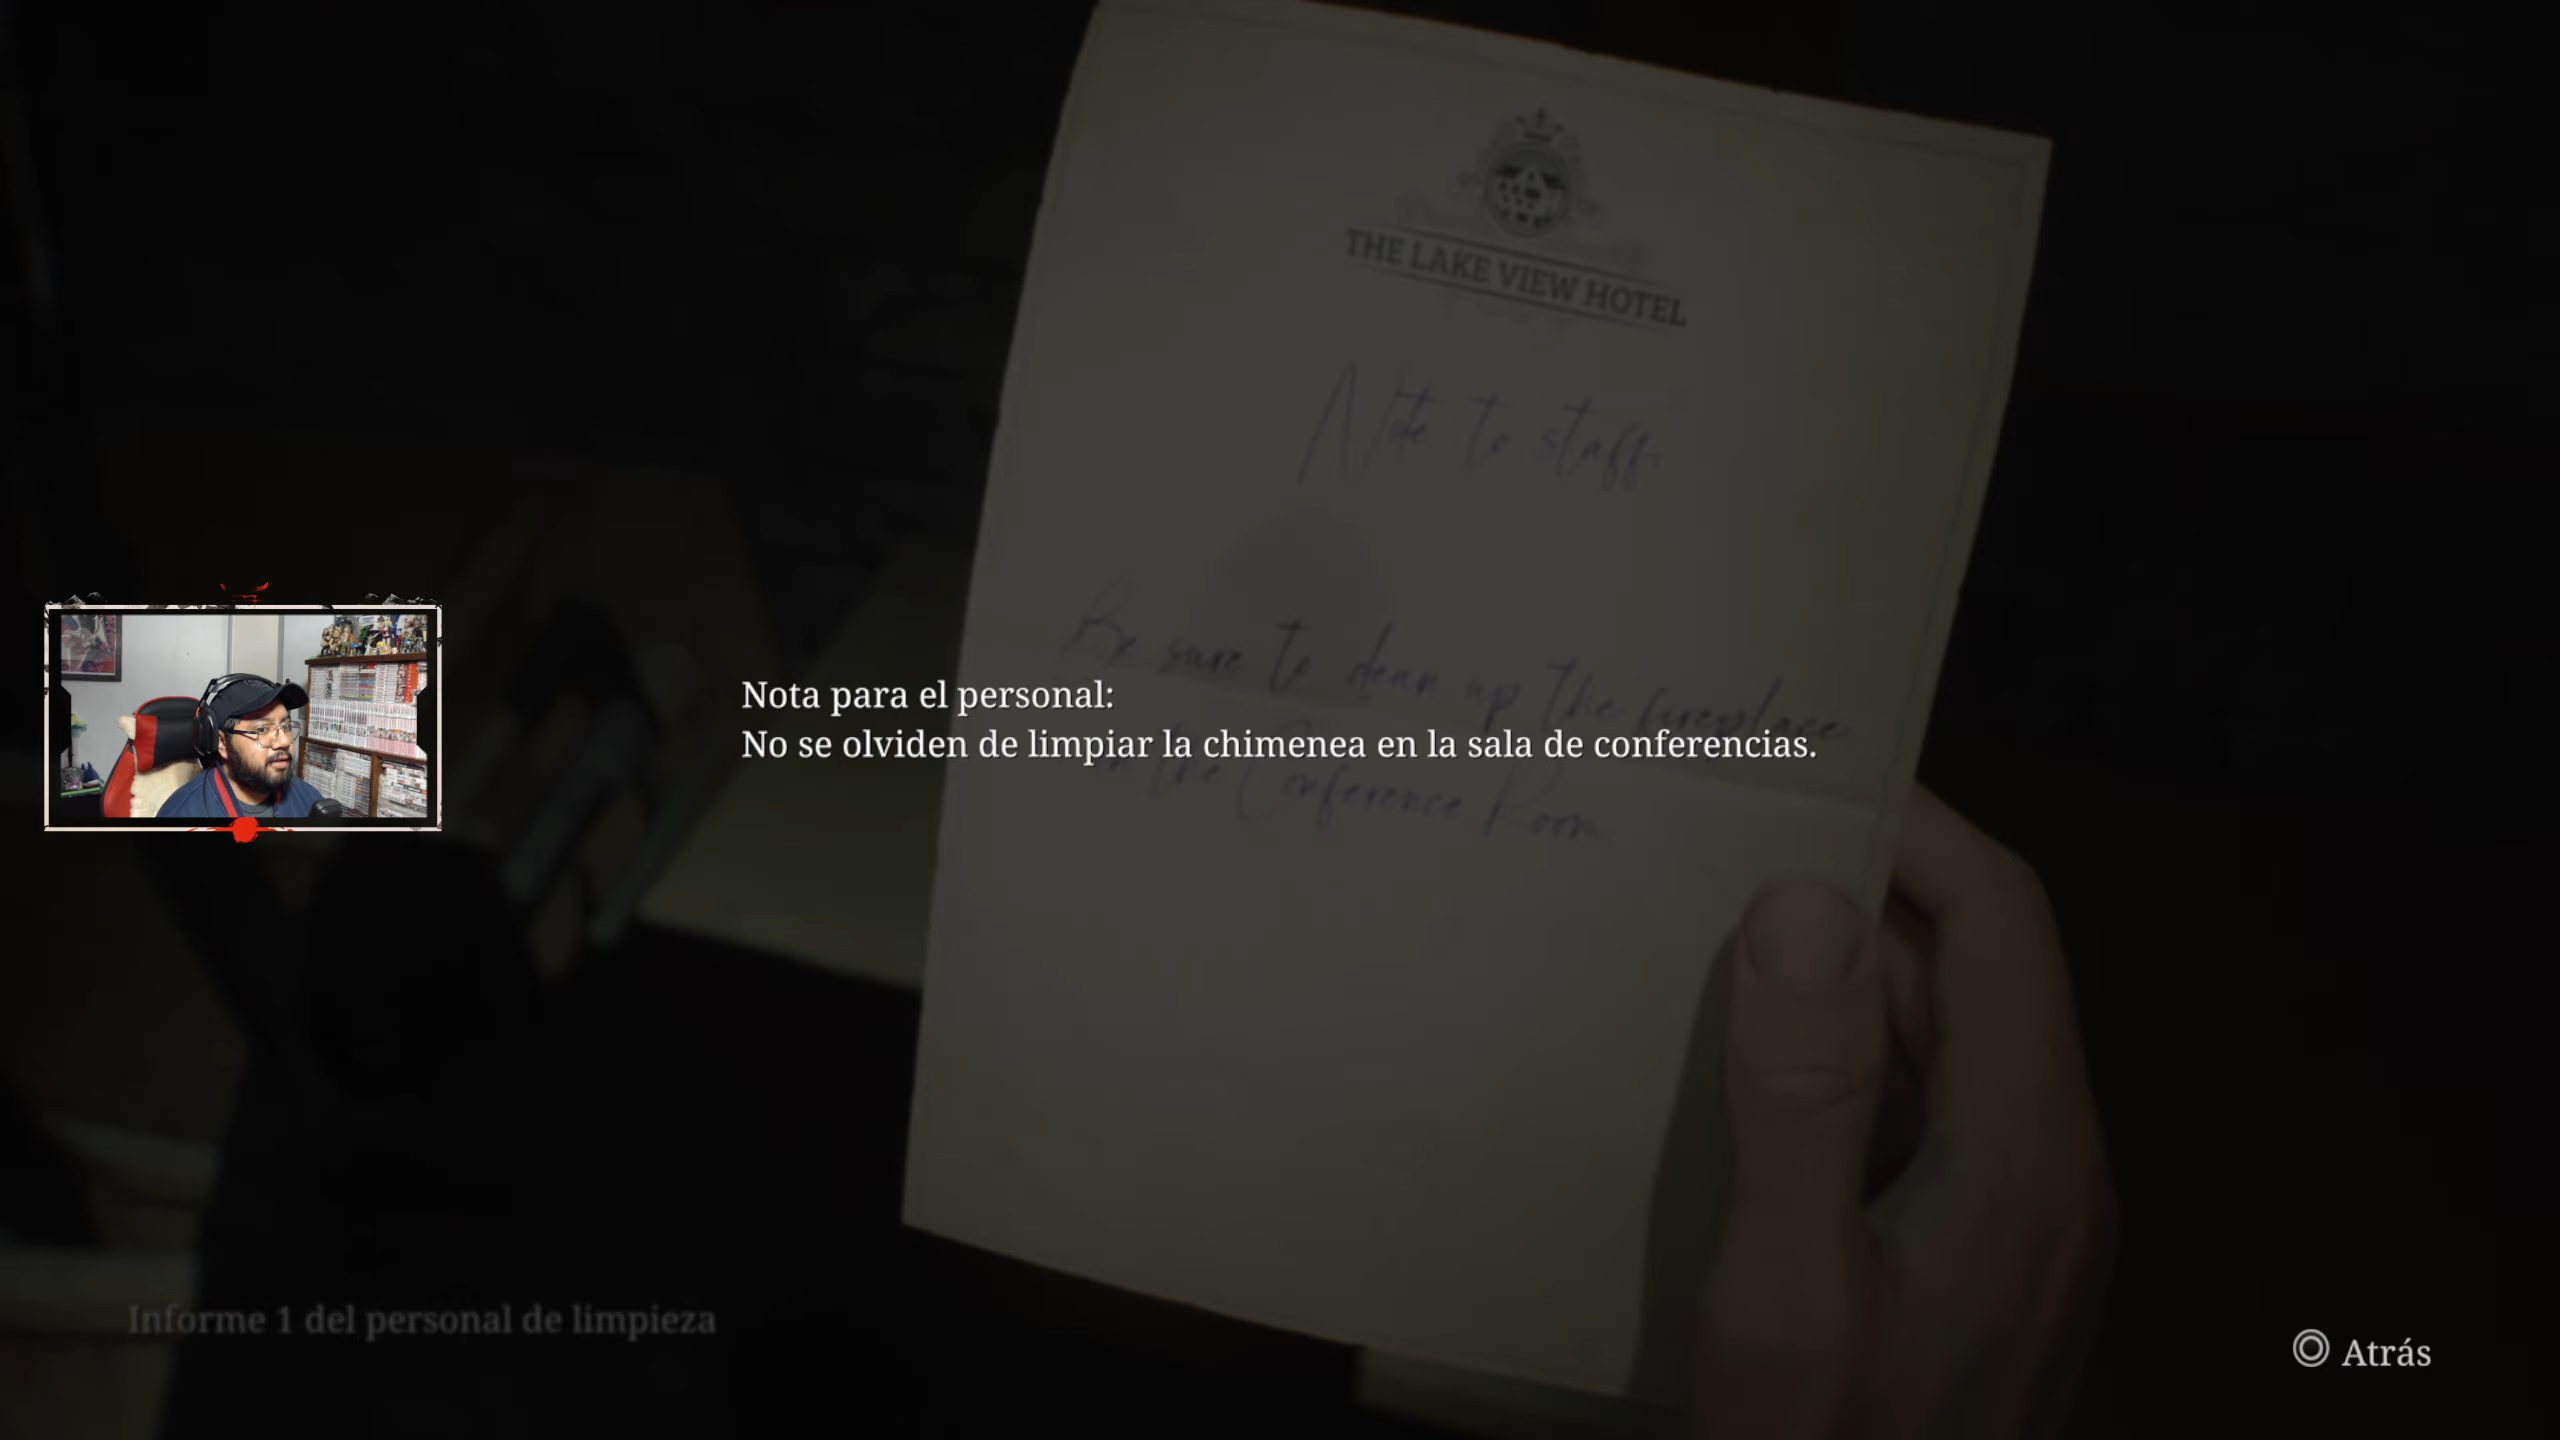 THE LAKE VIEW HOTEL
Note to staff:
Be sure to clean up the fireplace
in the Conference Room.
Nota para el personal:
No se olviden de limpiar la chimenea en la sala de conferencias.
Informe 1 del personal de limpieza
Atrás